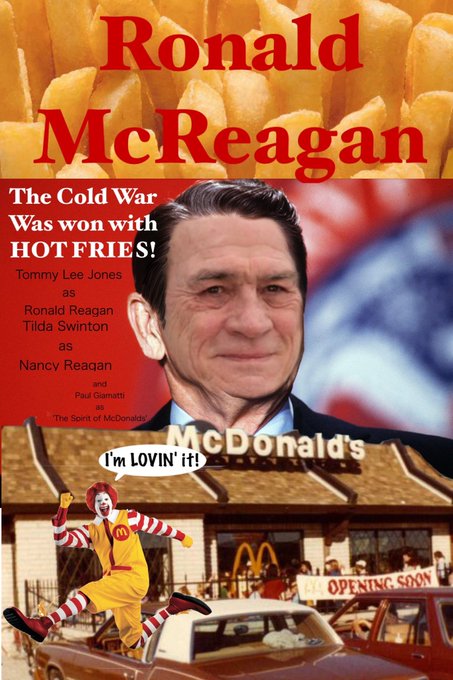 Ronald
McReagan
The Cold War
Was won with
HOT FRIES!
Tommy Lee Jones
as
Ronald Reagan
Tilda Swinton
as
Nancy Reagan
and
Paul Giamatti
as
'The Spirit of McDonalds'
McDonald's
I'm LOVIN' it!
OPENING SOON